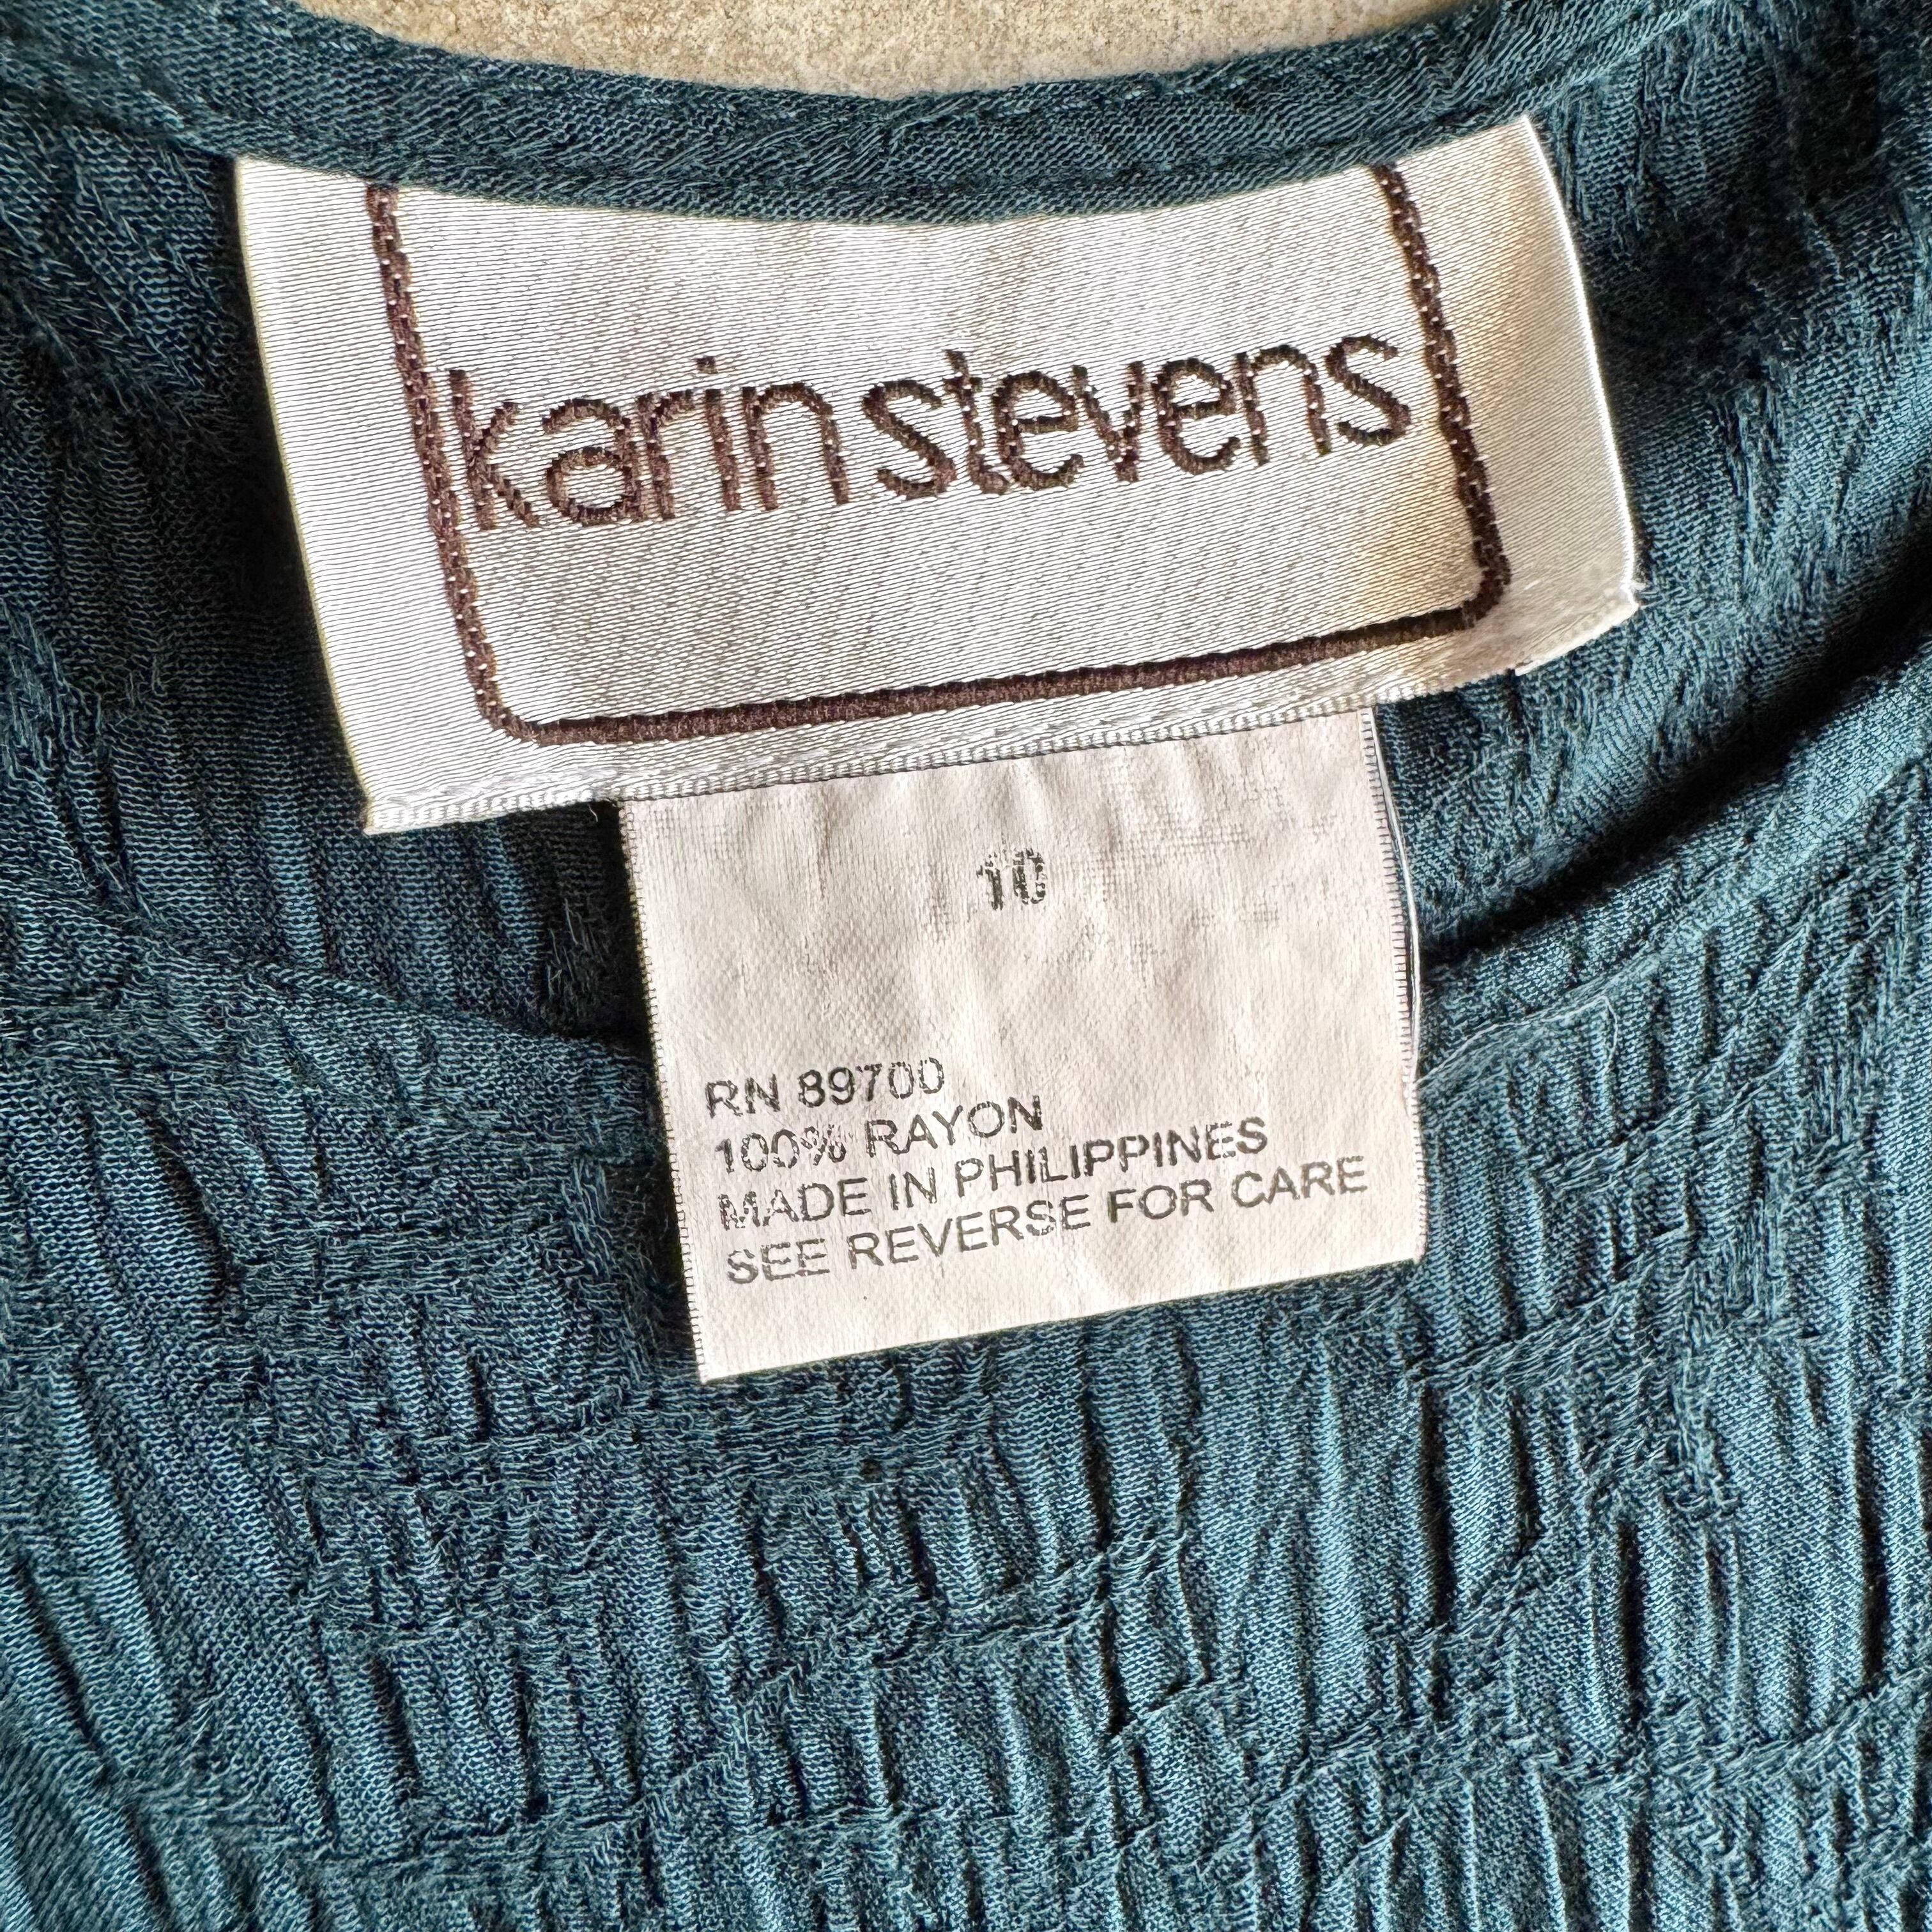 karin stevens
10
RN 89700
100% RAYON
MADE IN PHILIPPINES
SEE REVERSE FOR CARE